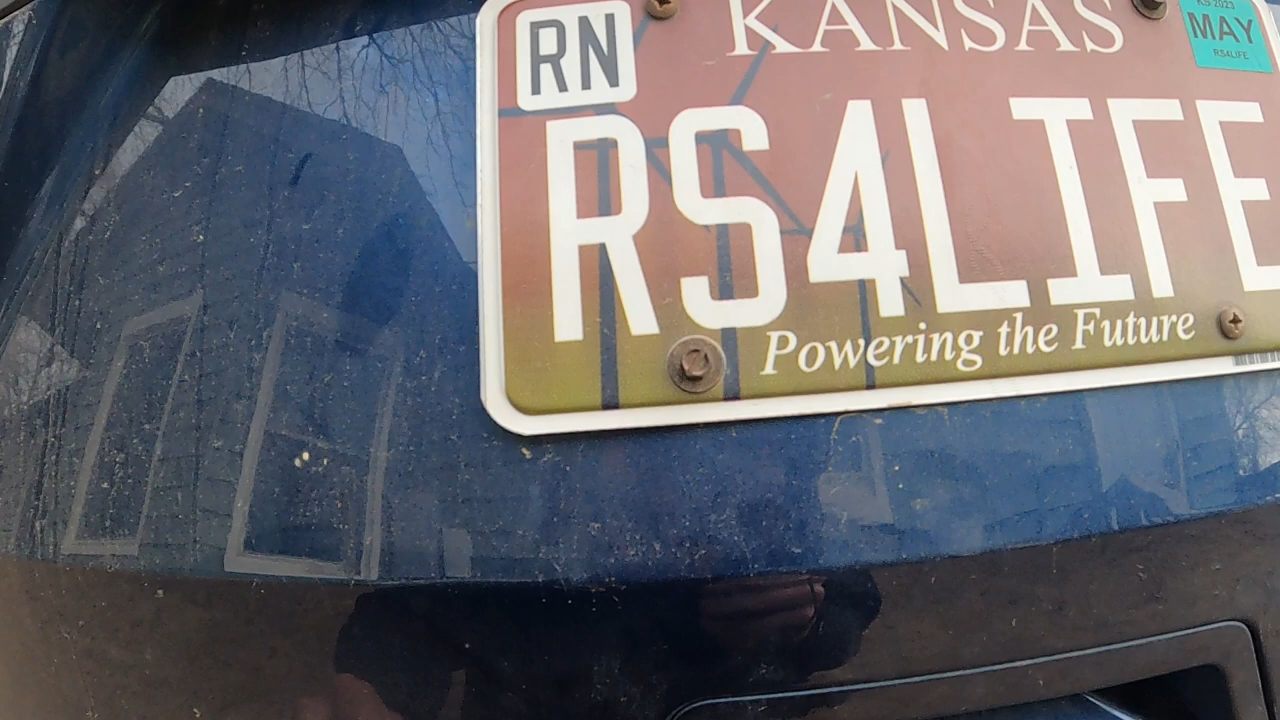 RN
KANSAS
KS 2023
MAY
RS4LIFE
RS4LIFE
Powering the Future